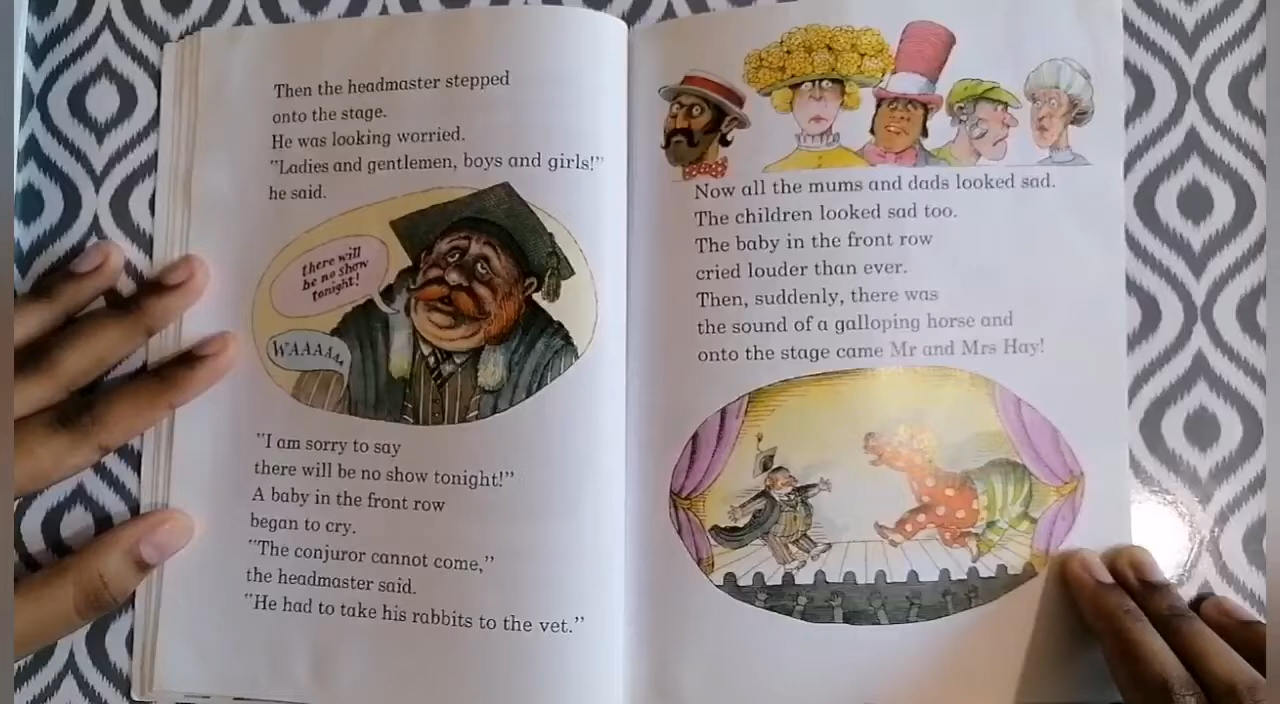 Then the headmaster stepped
onto the stage.
He was looking worried.
"Ladies and gentlemen, boys and girls!"
he said.
there will
be no show
tonight!
WAAAAA
"I am sorry to say
there will be no show tonight!"
A baby in the front row
began to cry.
"The conjuror cannot come,"
the headmaster said.
"He had to take his rabbits to the vet."
Now all the mums and dads looked sad.
The children looked sad too.
The baby in the front row
cried louder than ever.
Then, suddenly, there was
the sound of a galloping horse and
onto the stage came Mr and Mrs Hay!